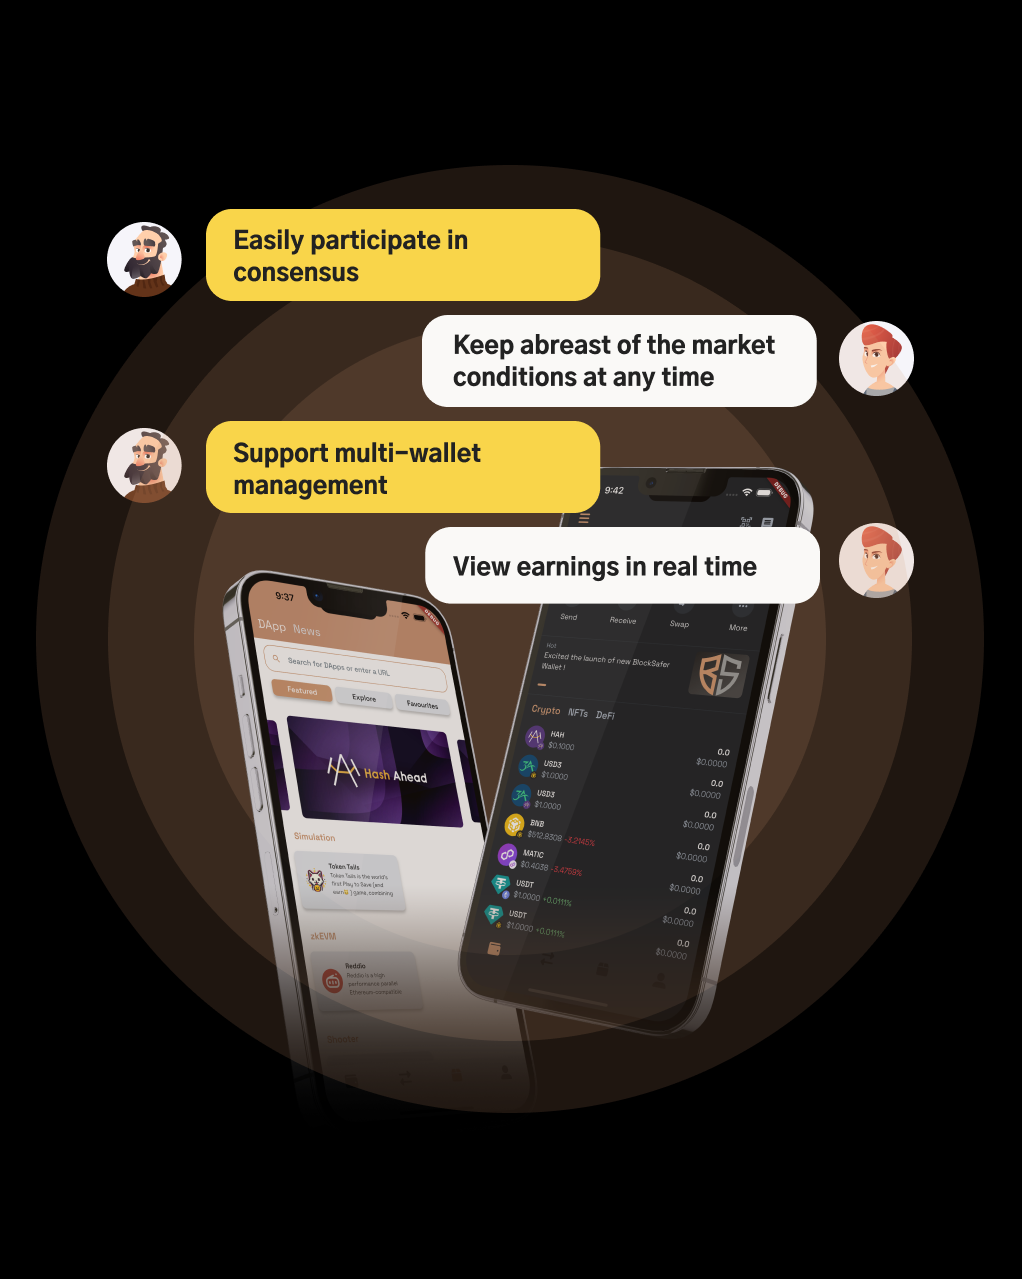 Easily participate in
consensus
Keep abreast of the market
conditions at any time
Support multi-wallet
management
View earnings in real time
9:42
DEBUG
Send
Receive
Swap
More
Hot
Excited the launch of new BlockSafer
Wallet !
BS
Crypto NFTs DeFi
HAH
$0.1000
0.0
$0.0000
USD3
$1.0000
0.0
$0.0000
USD3
$1.0000
0.0
$0.0000
BNB
$512.8308 -3.2145%
0.0
$0.0000
MATIC
$0.4038 -3.4759%
0.0
$0.0000
USDT
$1.0000 +0.0111%
0.0
$0.0000
USDT
$1.0000 +0.0111%
0.0
$0.0000
9:37
DEBUG
DApp News
Search for DApps or enter a URL
Featured
Explore
Favourites
Hash Ahead
Simulation
Token Tails
Token Tails is the world's
first Play to Save [and
earn😺] game, combining
zkEVM
Reddio
Reddio is a high
performance parallel
Ethereum-compatible
Shooter